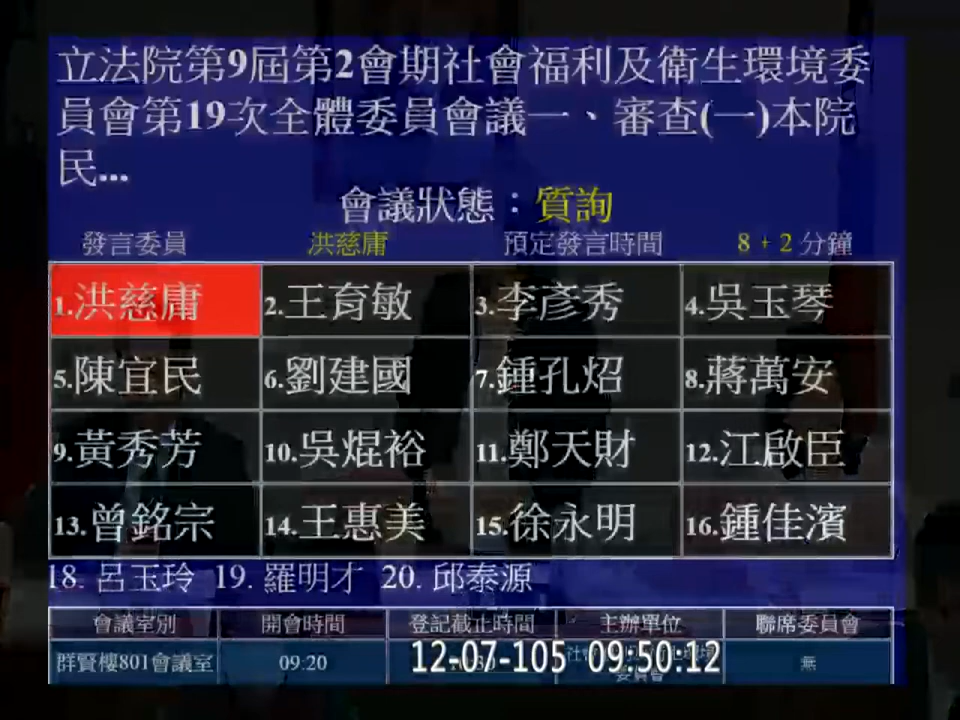 立法院第9屆第2會期社會福利及衛生環境委
員會第19次全體委員會議一、審查(一)本院
民...
會議狀態：質詢
發言委員 洪慈庸 預定發言時間 8 + 2 分鐘
1.洪慈庸 2.王育敏 3.李彥秀 4.吳玉琴
5.陳宜民 6.劉建國 7.鍾孔炤 8.蔣萬安
9.黃秀芳 10.吳焜裕 11.鄭天財 12.江啟臣
13.曾銘宗 14.王惠美 15.徐永明 16.鍾佳濱
18. 呂玉玲 19. 羅明才 20. 邱泰源
會議室別 開會時間 登記截止時間 主辦單位 聯席委員會
群賢樓801會議室 09:20 12-07-105 09:50:12 無